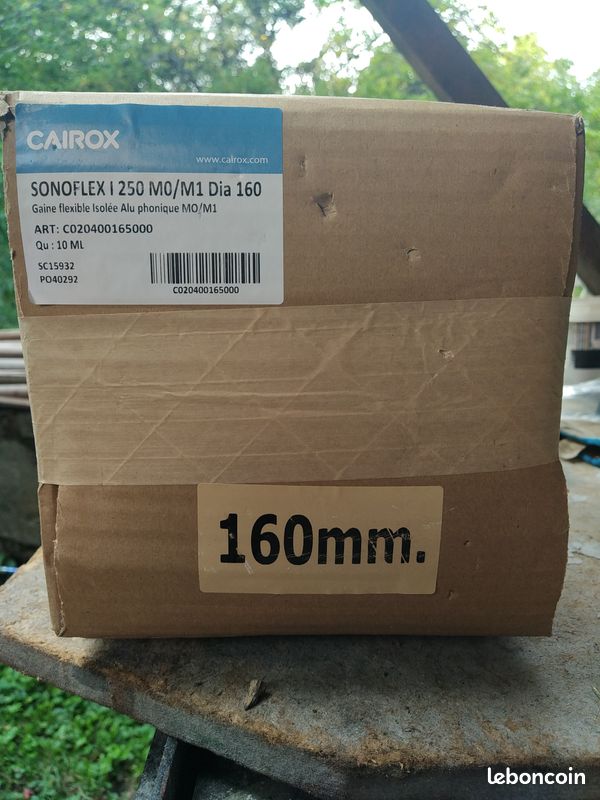 CAIROX
www.cairox.com
SONOFLEX I 250 M0/M1 Dia 160
Gaine flexible Isolée Alu phonique MO/M1
ART: C020400165000
Qu : 10 ML
SC15932
PO40292
C020400165000
160mm.
leboncoin